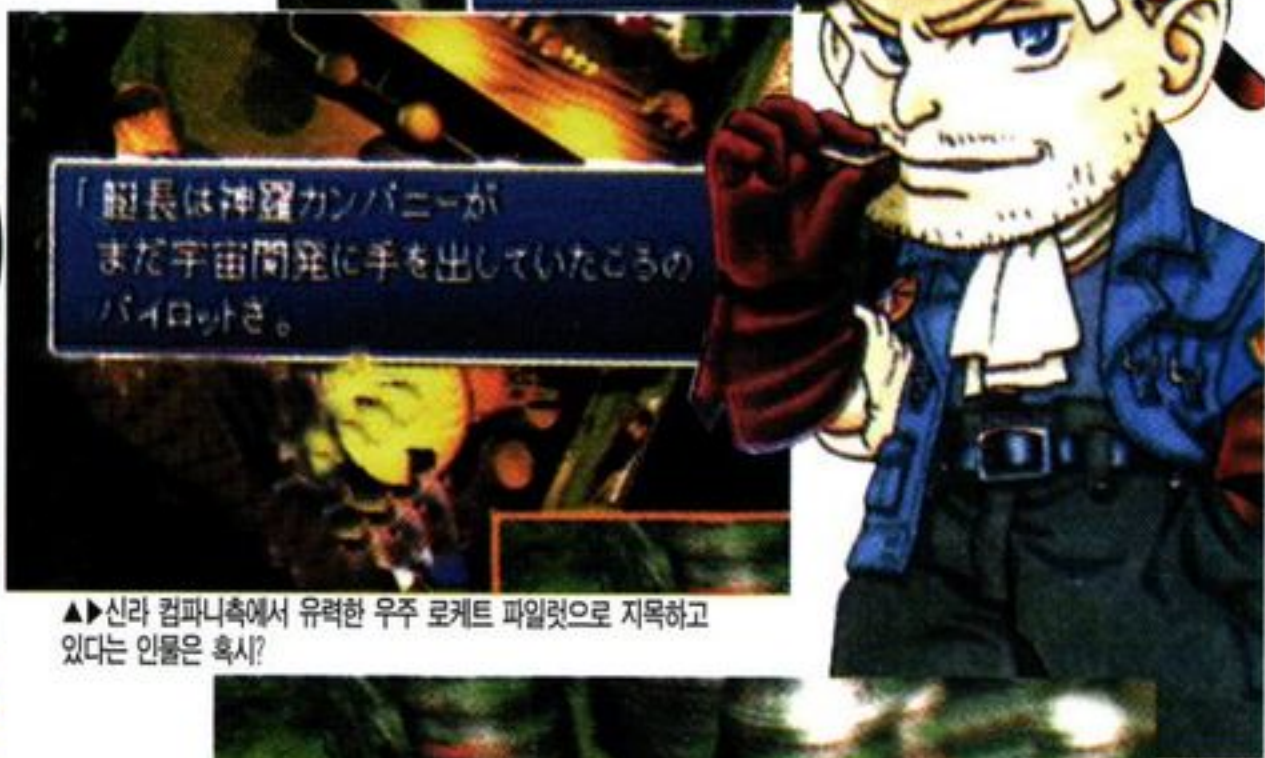 「艇長は神羅カンパニーが
まだ宇宙開発に手を出していたころの
パイロットさ。
▲▶신라 컴파니측에서 유력한 우주 로케트 파일럿으로 지목하고
있다는 인물은 혹시?